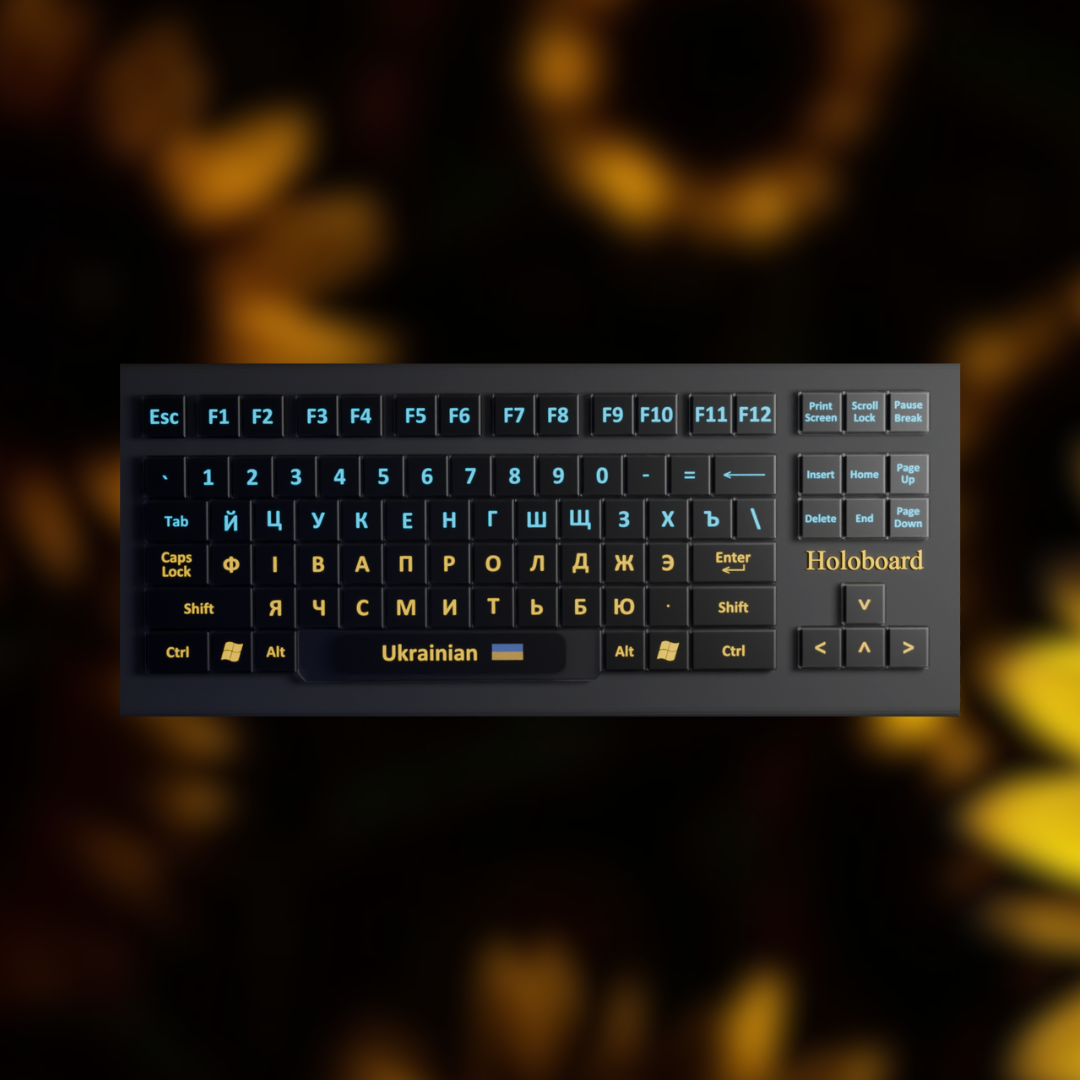 Esc F1 F2 F3 F4 F5 F6 F7 F8 F9 F10 F11 F12 Print Screen Scroll Lock Pause Break
` 1 2 3 4 5 6 7 8 9 0 - = ← Insert Home Page Up
Tab Й Ц У К Е Н Г Ш Щ З Х Ъ \ Delete End Page Down
Caps Lock Ф І В А П Р О Л Д Ж Э Enter
Holoboard
Shift Я Ч С М И Т Ь Б Ю . Shift ˅
Ctrl Alt Ukrainian Alt Ctrl < ^ >